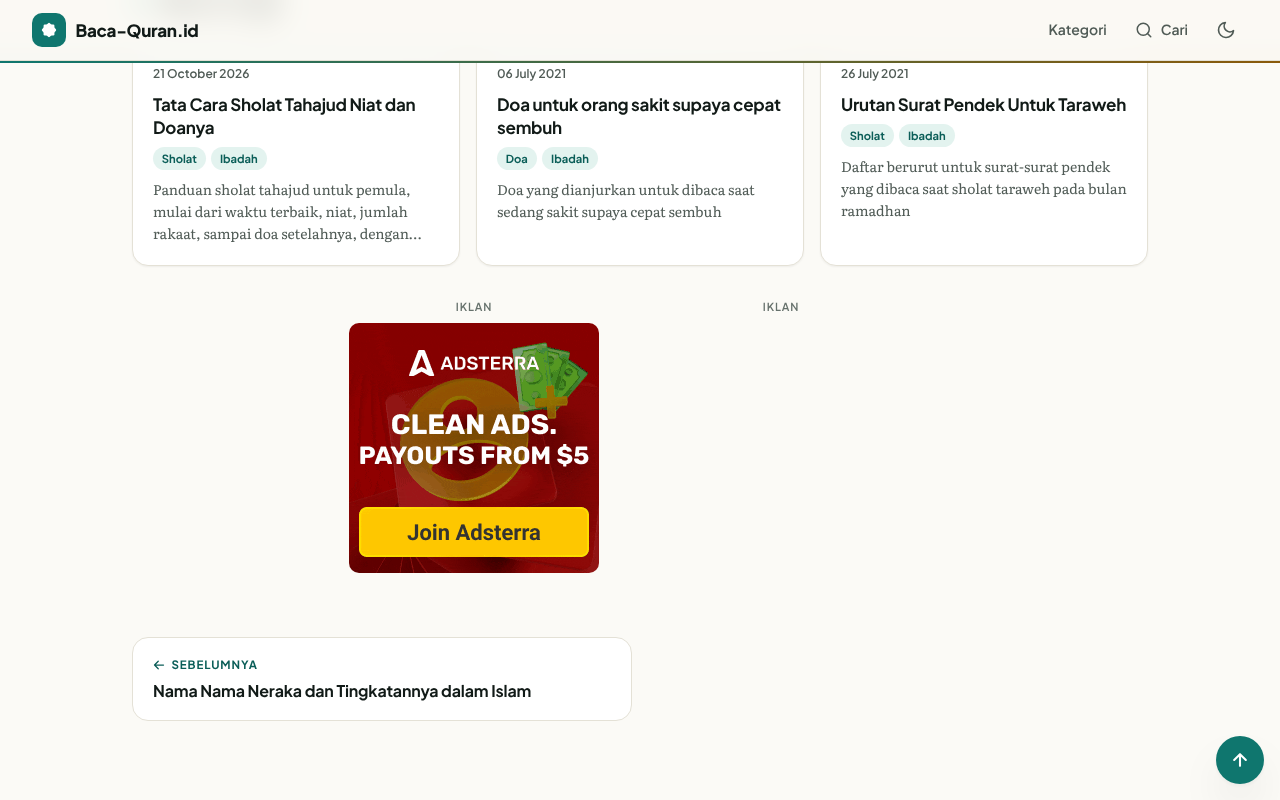 Baca-Quran.id
Kategori
Cari
21 October 2026
Tata Cara Sholat Tahajud Niat dan
Doanya
Sholat
Ibadah
Panduan sholat tahajud untuk pemula,
mulai dari waktu terbaik, niat, jumlah
rakaat, sampai doa setelahnya, dengan...
06 July 2021
Doa untuk orang sakit supaya cepat
sembuh
Doa
Ibadah
Doa yang dianjurkan untuk dibaca saat
sedang sakit supaya cepat sembuh
26 July 2021
Urutan Surat Pendek Untuk Taraweh
Sholat
Ibadah
Daftar berurut untuk surat-surat pendek
yang dibaca saat sholat taraweh pada bulan
ramadhan
IKLAN
ADSTERRA
CLEAN ADS.
PAYOUTS FROM $5
Join Adsterra
IKLAN
← SEBELUMNYA
Nama Nama Neraka dan Tingkatannya dalam Islam